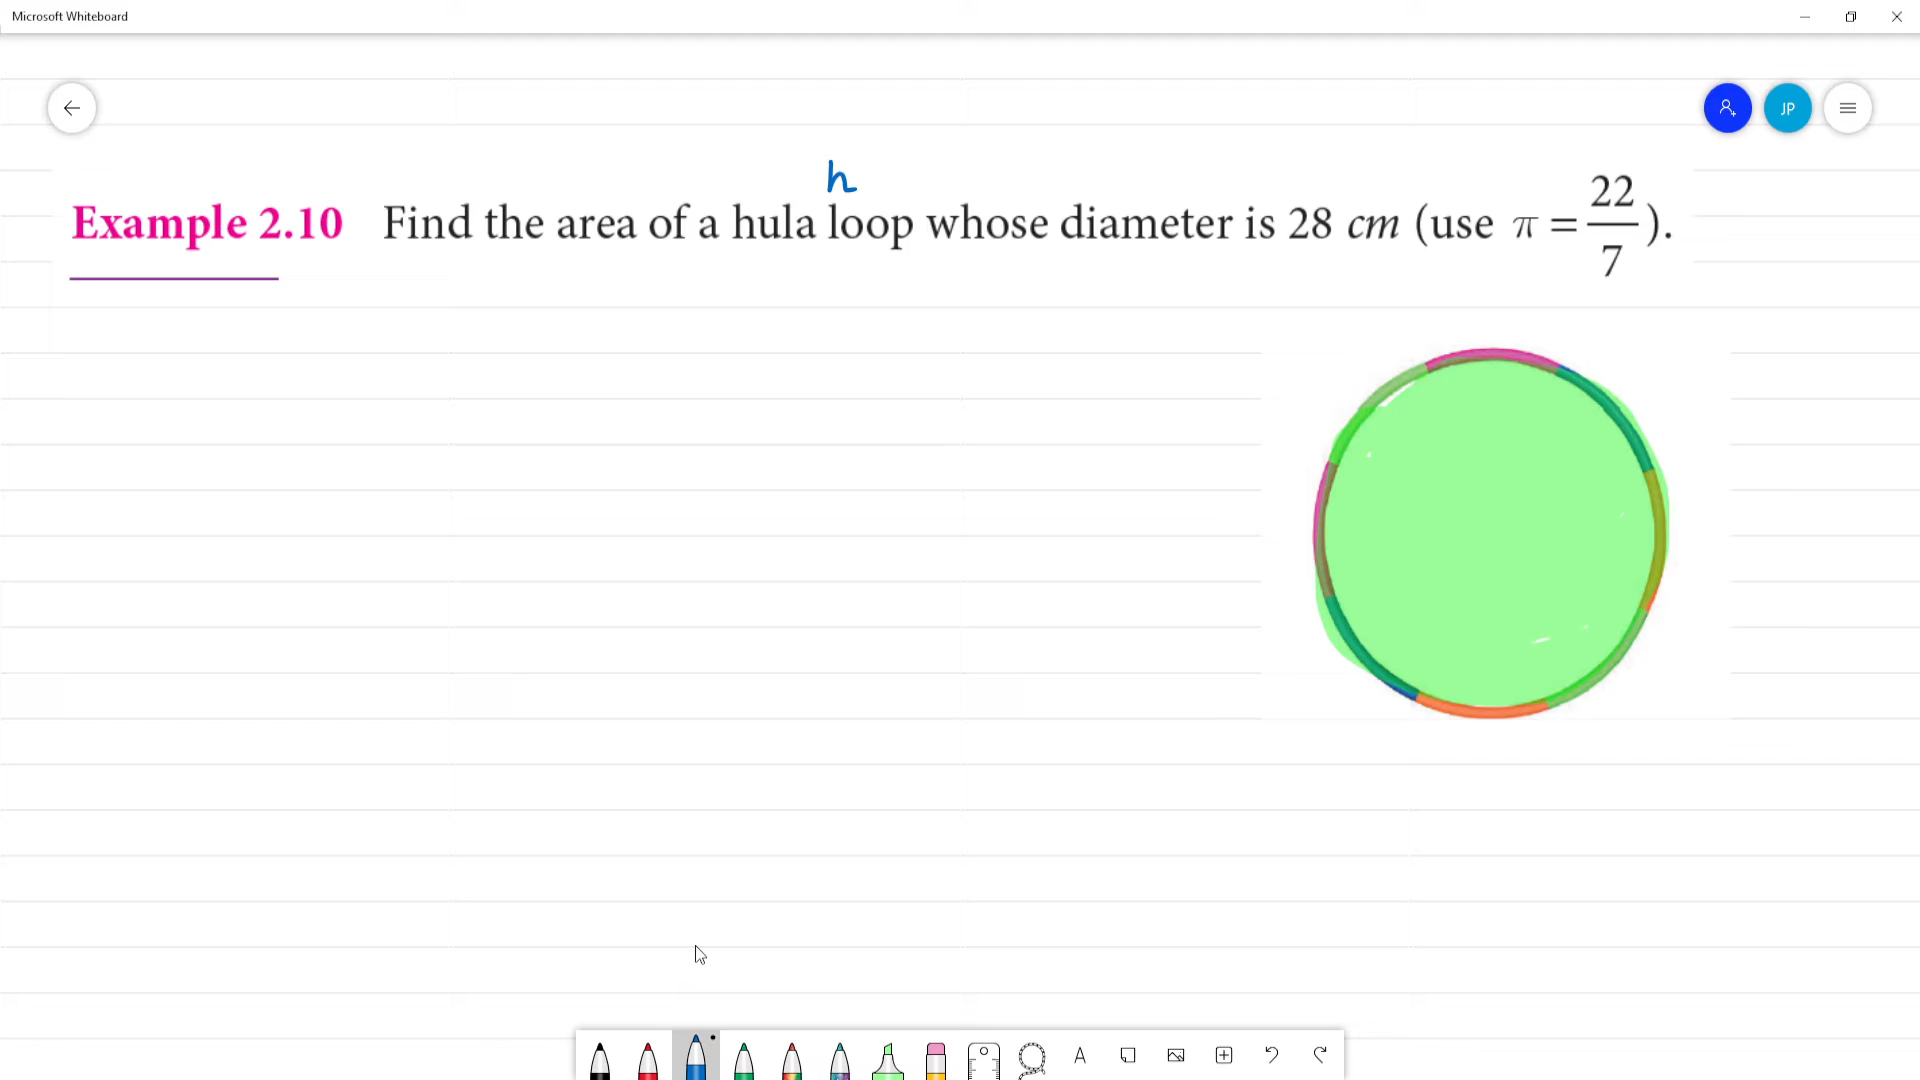 Microsoft Whiteboard
JP
h
Example 2.10 Find the area of a hula loop whose diameter is 28 cm (use π = 22/7).
A